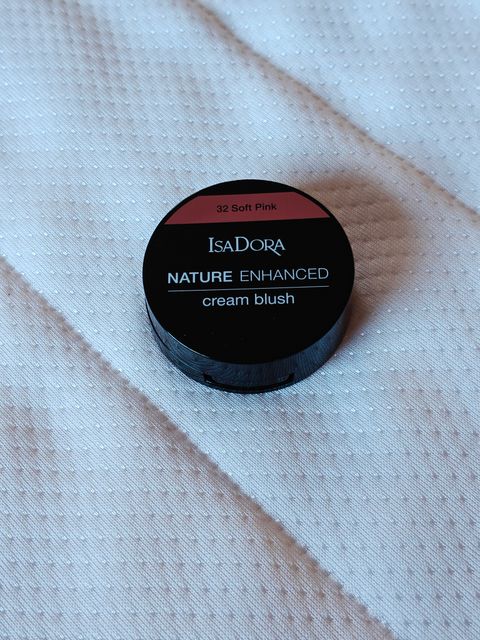 32 Soft Pink
IsaDora
NATURE ENHANCED
cream blush